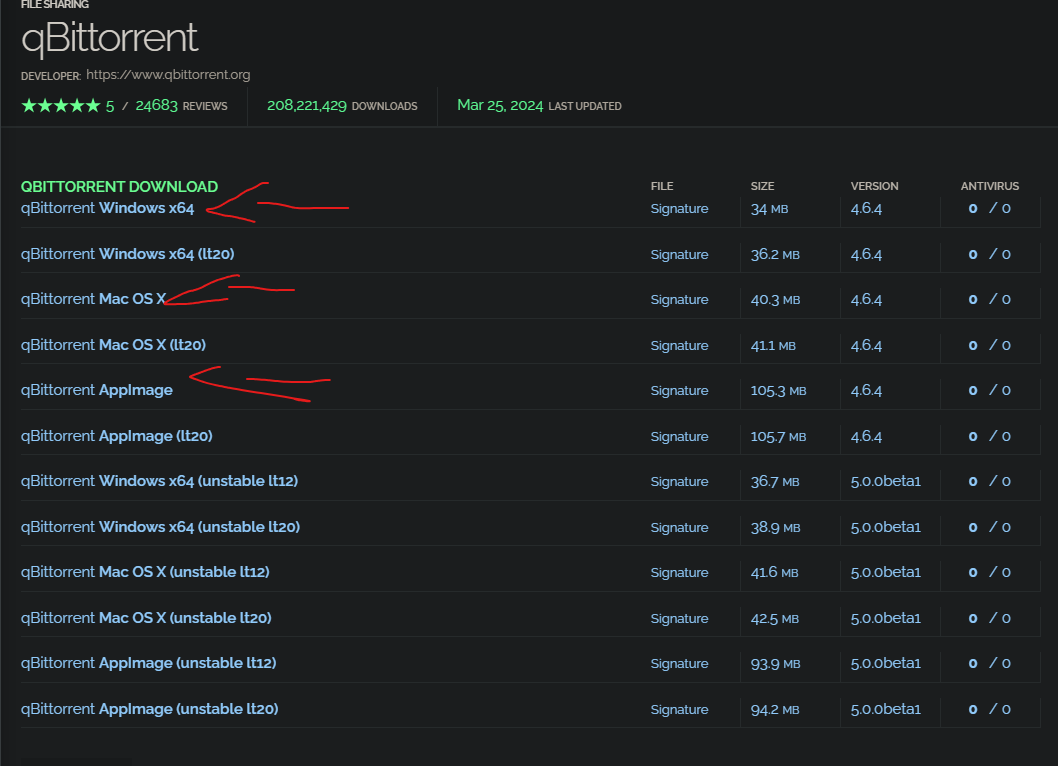 FILE SHARING
qBittorrent
DEVELOPER: https://www.qbittorrent.org
5 / 24683 REVIEWS 208,221,429 DOWNLOADS Mar 25, 2024 LAST UPDATED
QBITTORRENT DOWNLOAD FILE SIZE VERSION ANTIVIRUS
qBittorrent Windows x64 Signature 34 MB 4.6.4 0 / 0
qBittorrent Windows x64 (lt20) Signature 36.2 MB 4.6.4 0 / 0
qBittorrent Mac OS X Signature 40.3 MB 4.6.4 0 / 0
qBittorrent Mac OS X (lt20) Signature 41.1 MB 4.6.4 0 / 0
qBittorrent AppImage Signature 105.3 MB 4.6.4 0 / 0
qBittorrent AppImage (lt20) Signature 105.7 MB 4.6.4 0 / 0
qBittorrent Windows x64 (unstable lt12) Signature 36.7 MB 5.0.0beta1 0 / 0
qBittorrent Windows x64 (unstable lt20) Signature 38.9 MB 5.0.0beta1 0 / 0
qBittorrent Mac OS X (unstable lt12) Signature 41.6 MB 5.0.0beta1 0 / 0
qBittorrent Mac OS X (unstable lt20) Signature 42.5 MB 5.0.0beta1 0 / 0
qBittorrent AppImage (unstable lt12) Signature 93.9 MB 5.0.0beta1 0 / 0
qBittorrent AppImage (unstable lt20) Signature 94.2 MB 5.0.0beta1 0 / 0